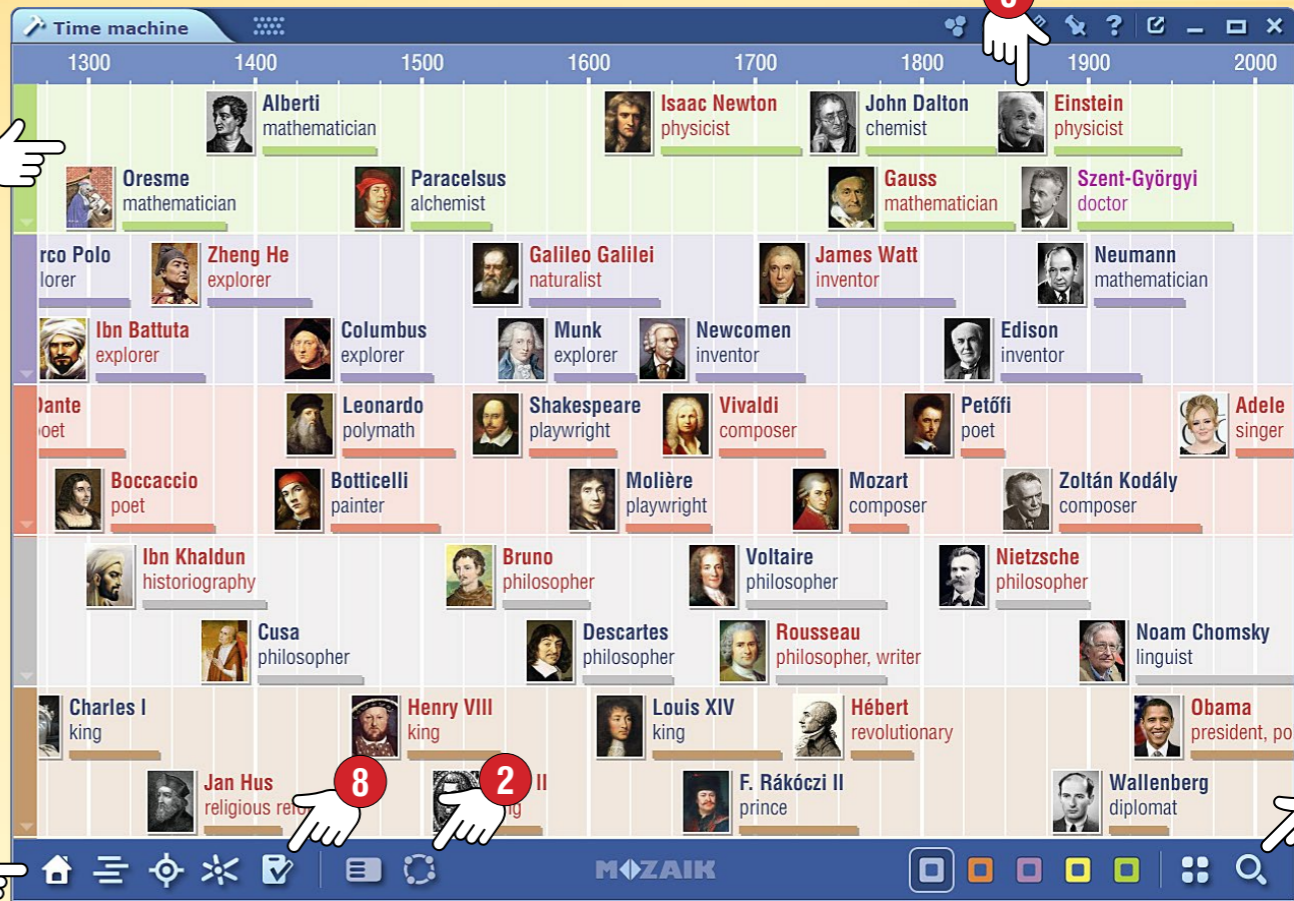 Time machine
1300 1400 1500 1600 1700 1800 1900 2000
Alberti
mathematician
Isaac Newton
physicist
John Dalton
chemist
Einstein
physicist
Oresme
mathematician
Paracelsus
alchemist
Gauss
mathematician
Szent-Györgyi
doctor
rco Polo
lorer
Zheng He
explorer
Galileo Galilei
naturalist
James Watt
inventor
Neumann
mathematician
Ibn Battuta
explorer
Columbus
explorer
Munk
explorer
Newcomen
inventor
Edison
inventor
Dante
poet
Leonardo
polymath
Shakespeare
playwright
Vivaldi
composer
Petőfi
poet
Adele
singer
Boccaccio
poet
Botticelli
painter
Molière
playwright
Mozart
composer
Zoltán Kodály
composer
Ibn Khaldun
historiography
Bruno
philosopher
Voltaire
philosopher
Nietzsche
philosopher
Cusa
philosopher
Descartes
philosopher
Rousseau
philosopher, writer
Noam Chomsky
linguist
Charles I
king
Henry VIII
king
Louis XIV
king
Hébert
revolutionary
Obama
president, po
Jan Hus
religious
8
2
II
F. Rákóczi II
prince
Wallenberg
diplomat
MOZAIK